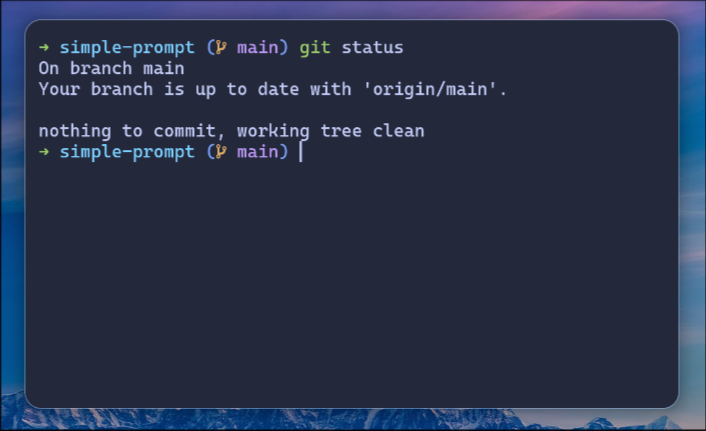 → simple-prompt ( main) git status
On branch main
Your branch is up to date with 'origin/main'.

nothing to commit, working tree clean
→ simple-prompt ( main)